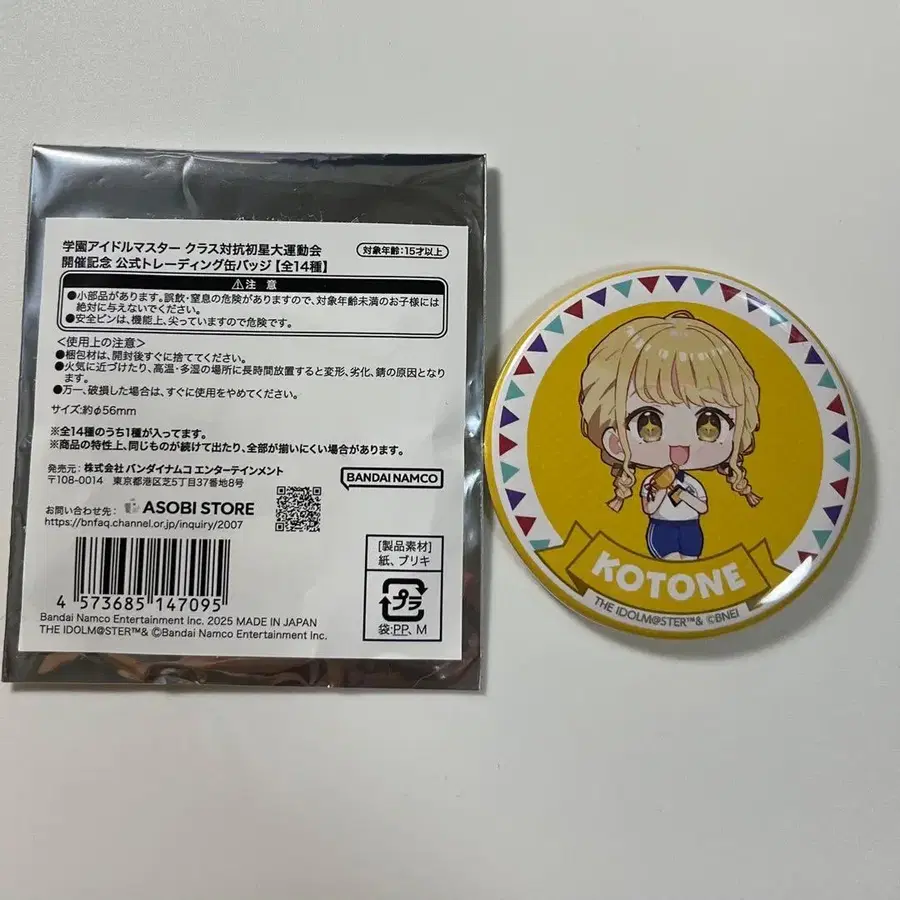 学園アイドルマスター クラス対抗初星大運動会
開催記念 公式トレーディング缶バッジ【全14種】
対象年齢:15才以上
⚠注 意
●小部品があります。誤飲・窒息の危険がありますので、対象年齢未満のお子様には
絶対に与えないでください。
●安全ピンは、機能上、尖っていますので危険です。
<使用上の注意>
●梱包材は、開封後すぐに捨ててください。
●火気に近づけたり、高温・多湿の場所に長時間放置すると変形、劣化、錆の原因となり
ます。
●万一、破損した場合は、すぐに使用をやめてください。
サイズ:約φ56mm
※全14種のうち1種が入ってます。
※商品の特性上、同じものが続けて出たり、全部が揃いにくい場合があります。
発売元: 株式会社 バンダイナムコ エンターテインメント
〒108-0014 東京都港区芝5丁目37番地8号
BANDAI NAMCO
お問い合わせ先: ASOBI STORE
https://bnfaq.channel.or.jp/inquiry/2007
4 573685 147095
[製品素材]
紙、ブリキ
プラ
袋:PP、M
Bandai Namco Entertainment Inc. 2025 MADE IN JAPAN
THE IDOLM@STER™& ©Bandai Namco Entertainment Inc.
KOTONE
THE IDOLM@STER™& ©BNEI